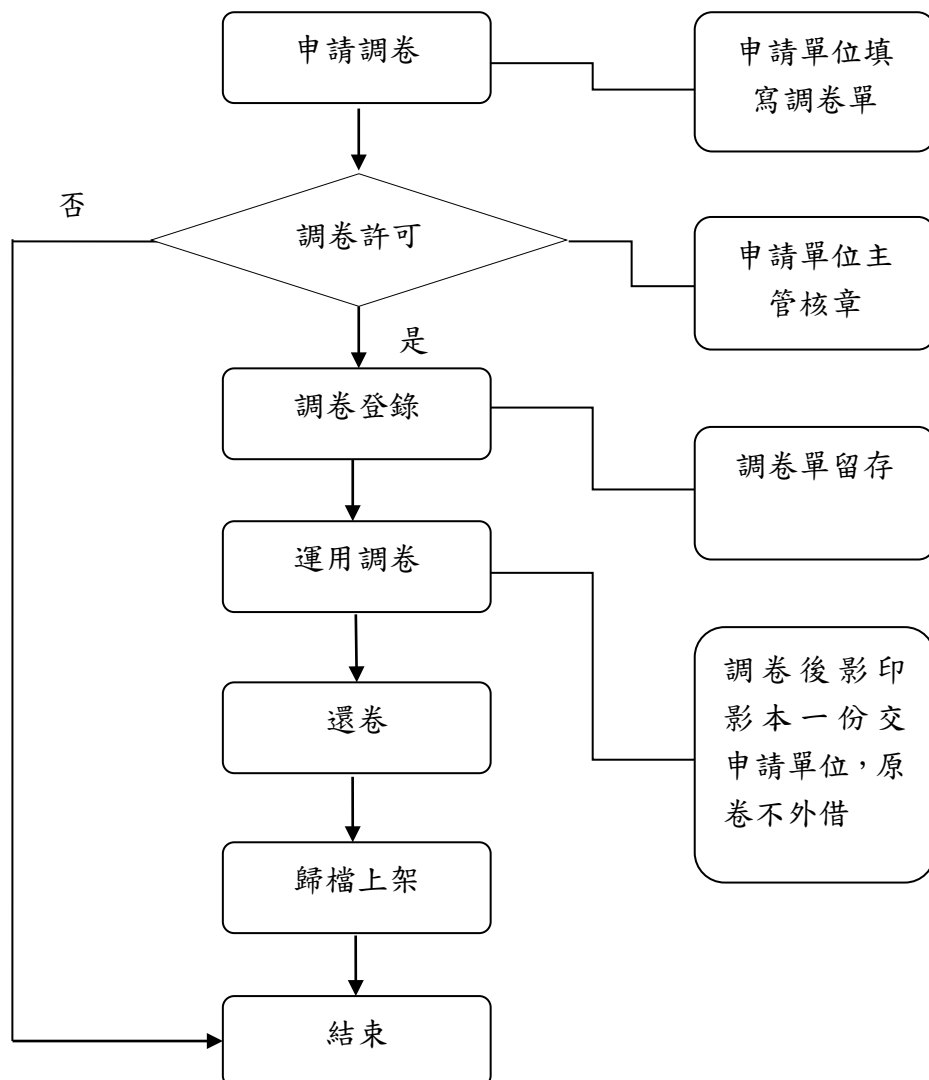 申請調卷
申請單位填
寫調卷單
否
調卷許可
申請單位主
管核章
是
調卷登錄
調卷單留存
運用調卷
調卷後影印
影本一份交
申請單位，原
卷不外借
還卷
歸檔上架
結束